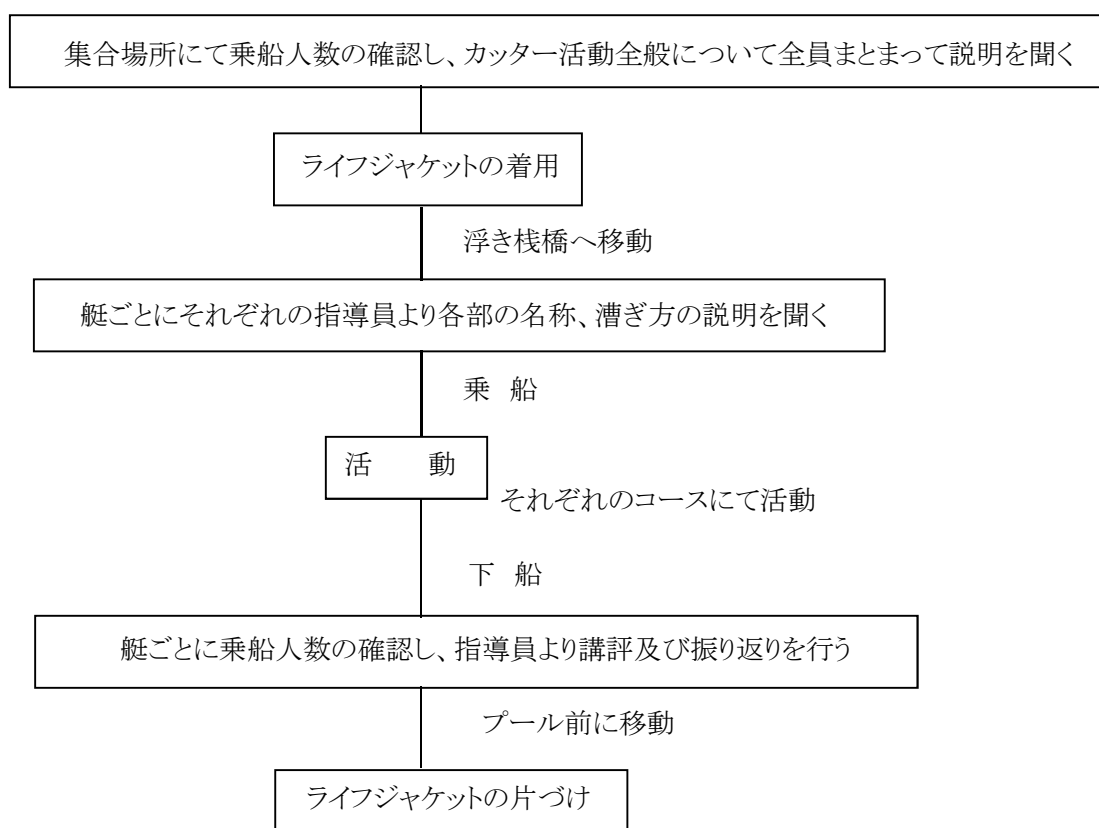 集合場所にて乗船人数の確認し、カッター活動全般について全員まとまって説明を聞く
ライフジャケットの着用
浮き桟橋へ移動
艇ごとにそれぞれの指導員より各部の名称、漕ぎ方の説明を聞く
乗 船
活　動
それぞれのコースにて活動
下 船
艇ごとに乗船人数の確認し、指導員より講評及び振り返りを行う
プール前に移動
ライフジャケットの片づけ